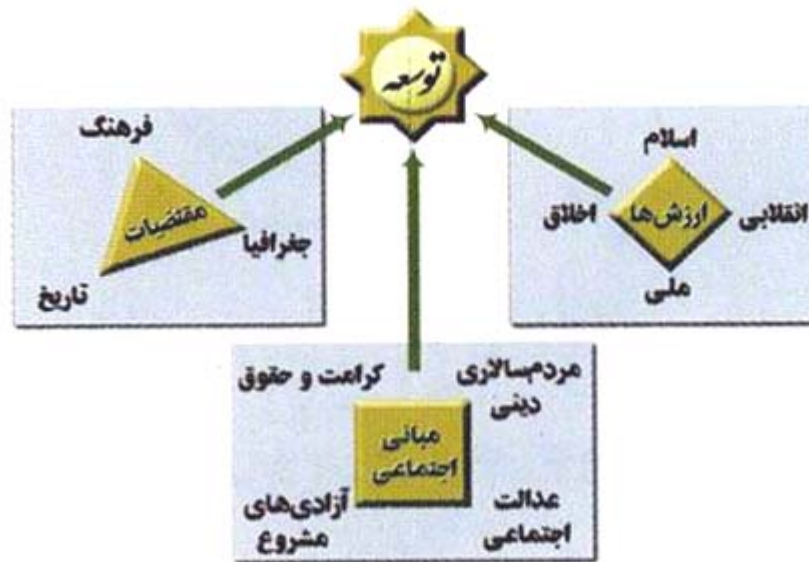 توسعه
اسلام
ارزش‌ها
انقلابی
اخلاق
ملی
فرهنگ
مقتضیات
جغرافیا
تاریخ
مردم‌سالاری
دینی
کرامت و حقوق
مبانی
اجتماعی
عدالت
اجتماعی
آزادی‌های
مشروع